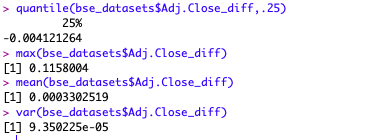 > quantile(bse_datasets$Adj.Close_diff,.25)
25%
-0.004121264
> max(bse_datasets$Adj.Close_diff)
[1] 0.1158004
> mean(bse_datasets$Adj.Close_diff)
[1] 0.0003302519
> var(bse_datasets$Adj.Close_diff)
[1] 9.350225e-05